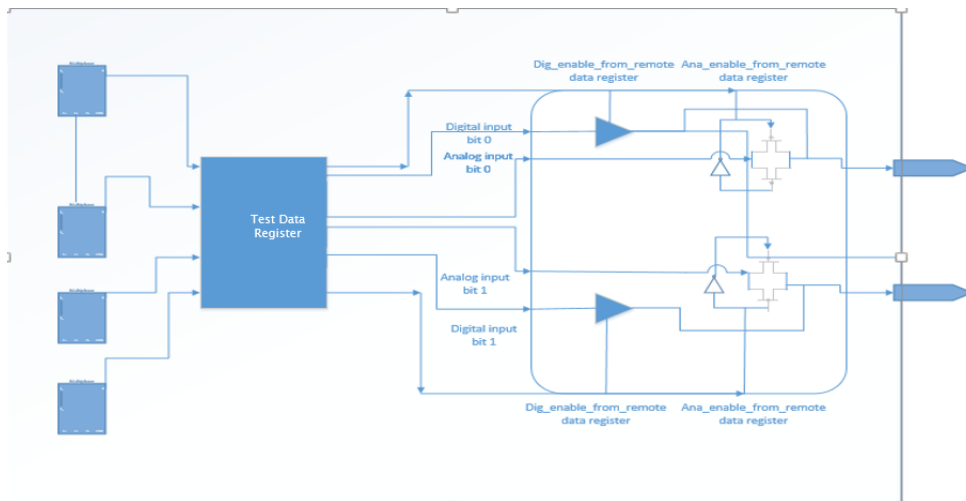 Dig_enable_from_remote
data register
Ana_enable_from_remote
data register
Digital input
bit 0
Analog input
bit 0
Test Data
Register
Analog input
bit 1
Digital input
bit 1
Dig_enable_from_remote
data register
Ana_enable_from_remote
data register